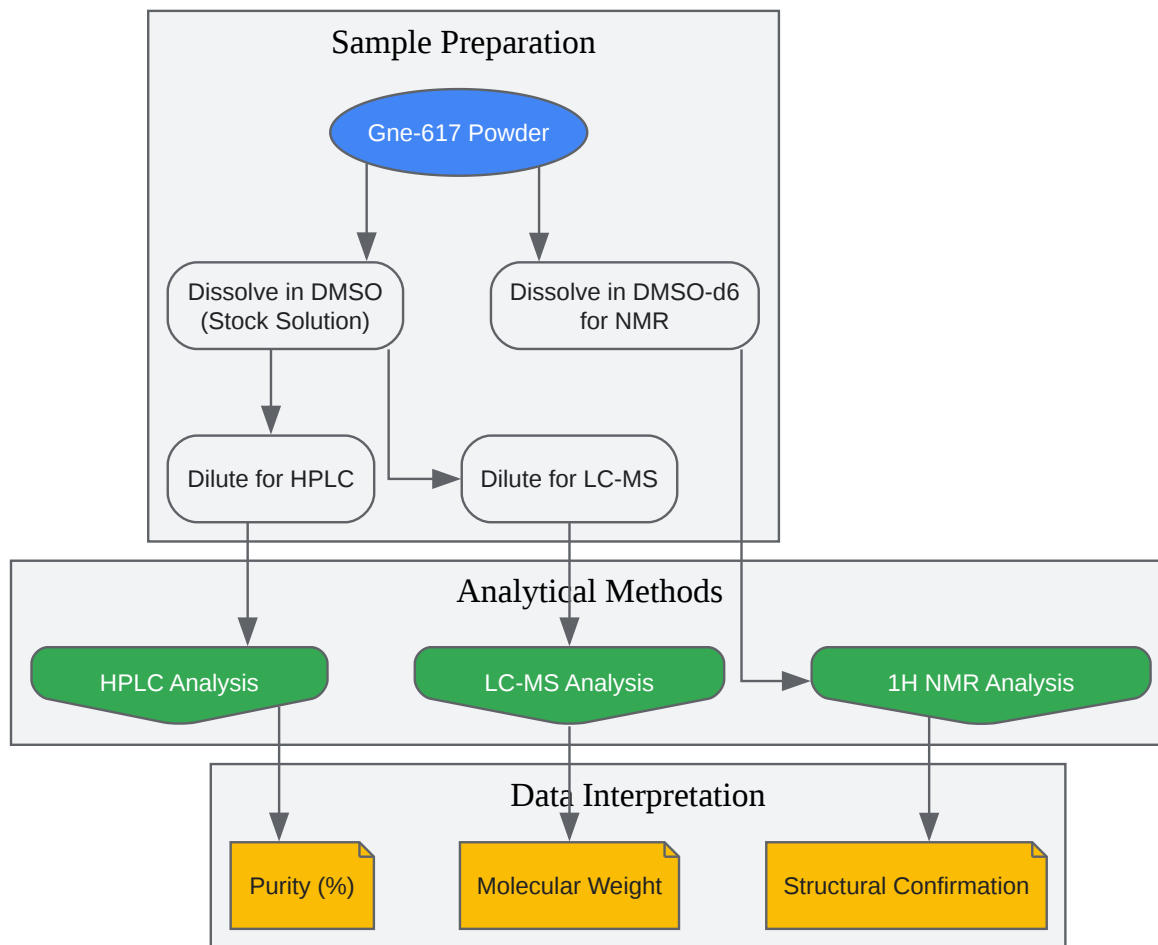 Sample Preparation
Gne-617 Powder
Dissolve in DMSO
(Stock Solution)
Dissolve in DMSO-d6
for NMR
Dilute for HPLC
Dilute for LC-MS
Analytical Methods
HPLC Analysis
LC-MS Analysis
1H NMR Analysis
Data Interpretation
Purity (%)
Molecular Weight
Structural Confirmation